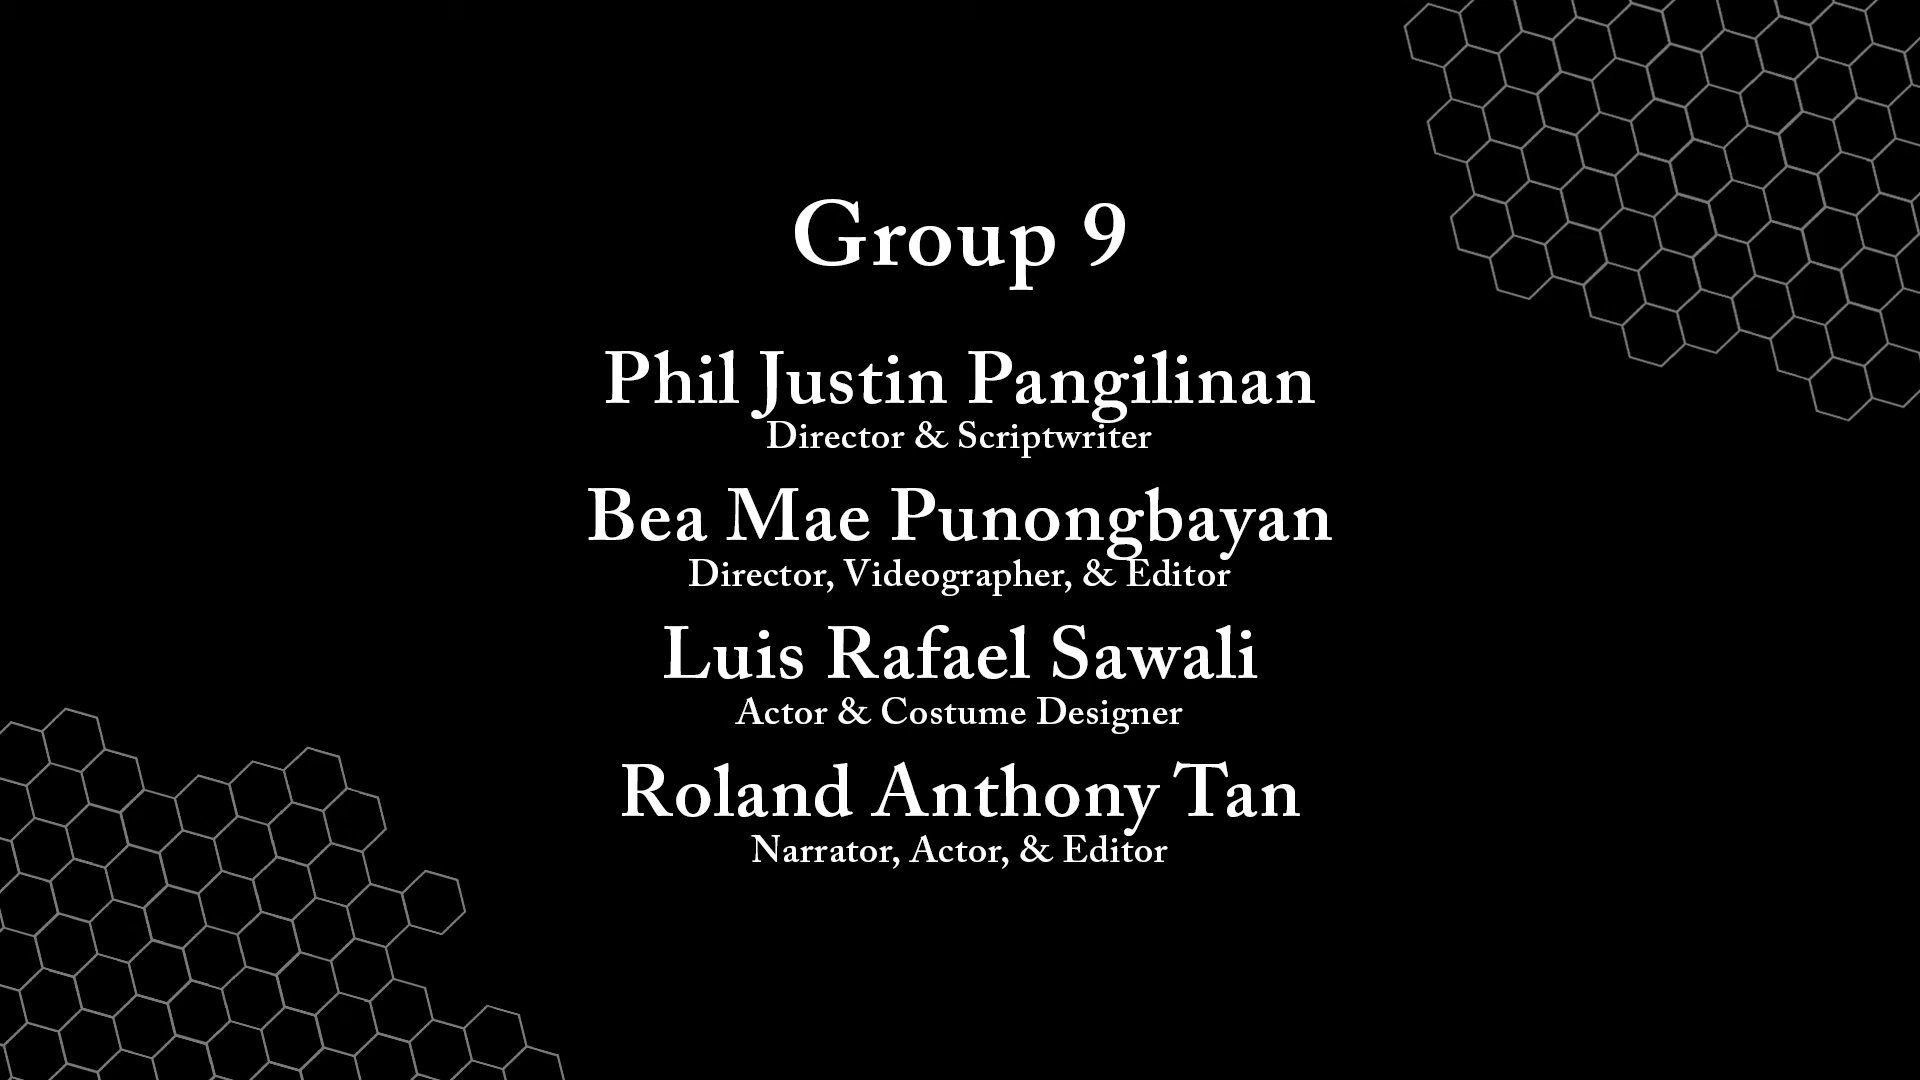 Group 9
Phil Justin Pangilinan
Director & Scriptwriter
Bea Mae Punongbayan
Director, Videographer, & Editor
Luis Rafael Sawali
Actor & Costume Designer
Roland Anthony Tan
Narrator, Actor, & Editor